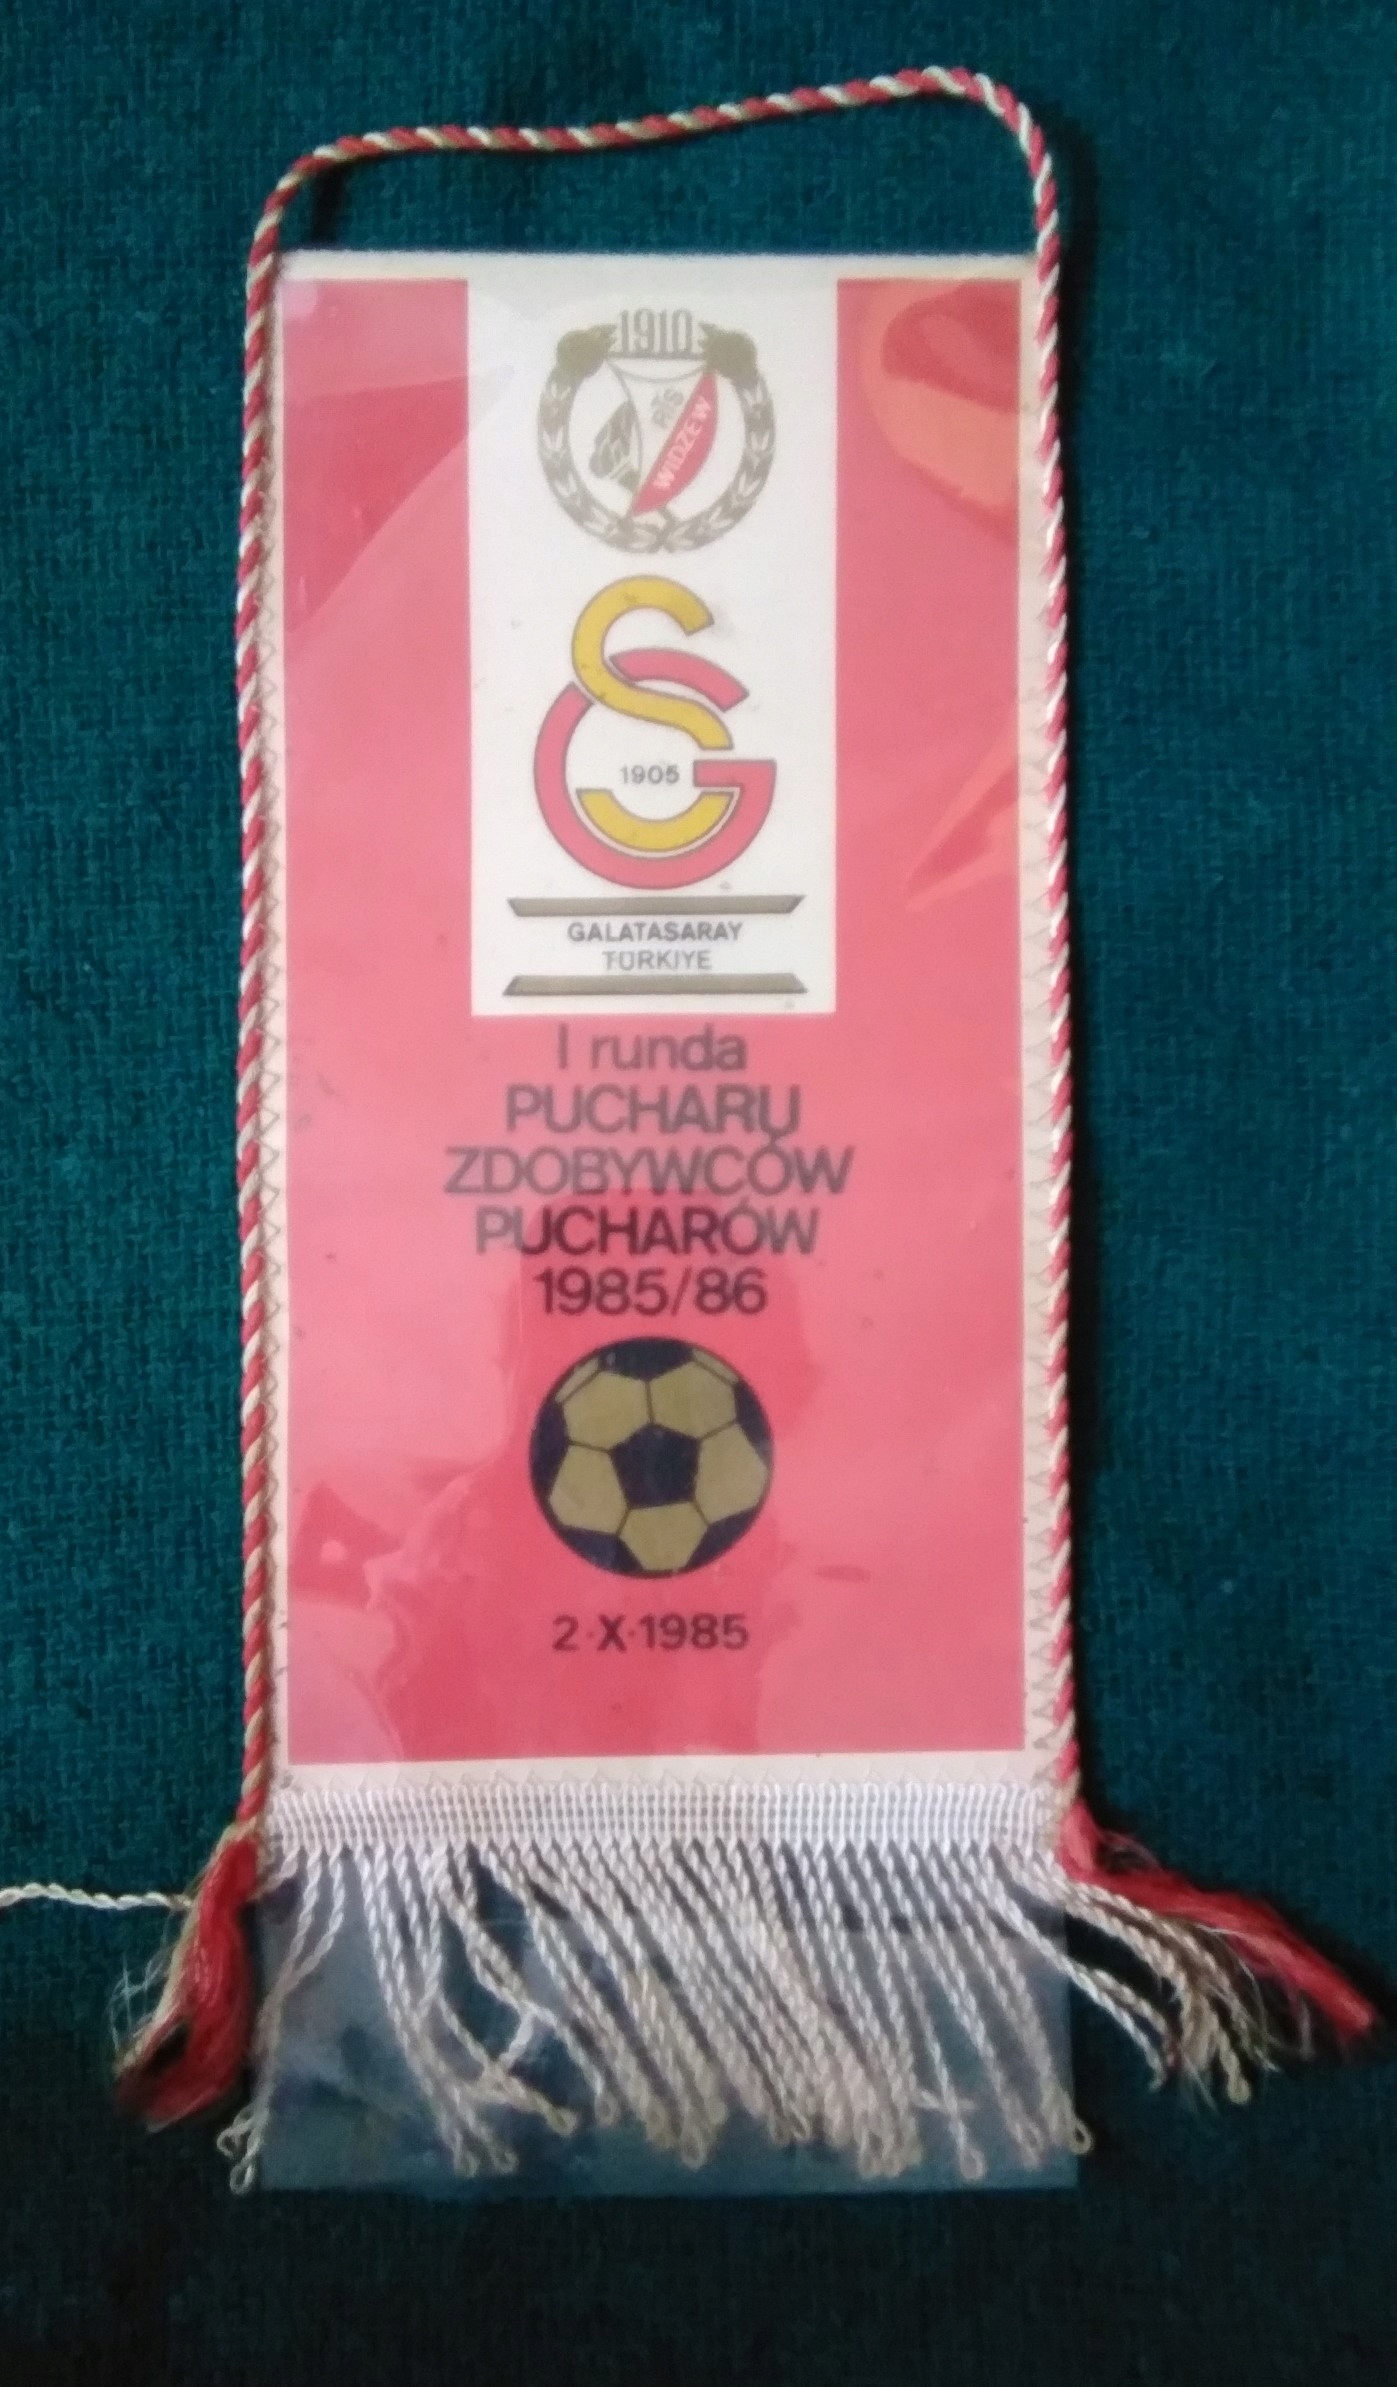 1910
RTS
WIDZEW
1905
GALATASARAY
TÜRKIYE
I runda
PUCHARU
ZDOBYWCÓW
PUCHARÓW
1985/86
2·X·1985